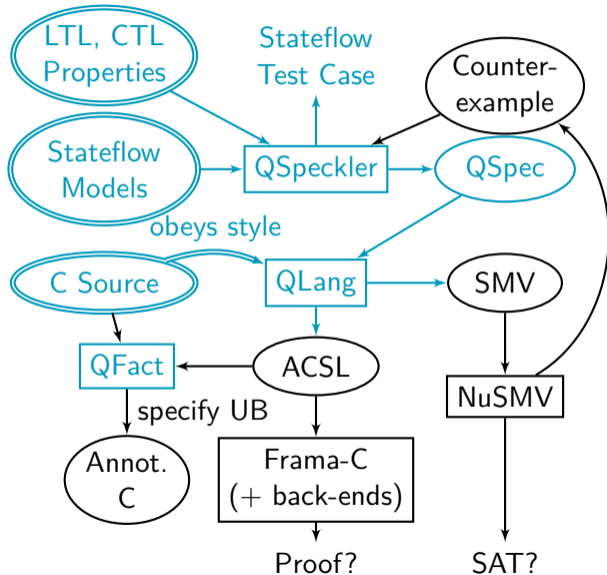 LTL, CTL
Properties
Stateflow
Test Case
Counter-
example
Stateflow
Models
QSpeckler
QSpec
obeys style
C Source
QLang
SMV
QFact
ACSL
NuSMV
specify UB
Annot.
C
Frama-C
(+ back-ends)
Proof?
SAT?